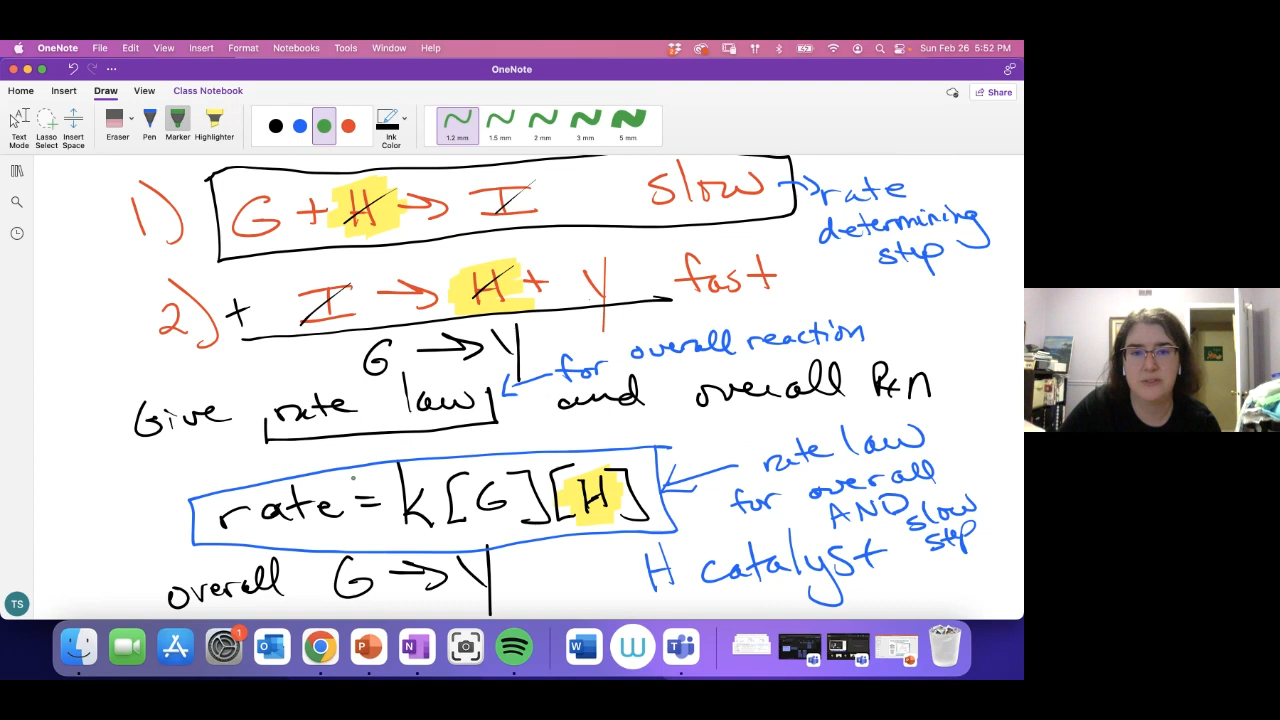 OneNote File Edit View Insert Format Notebooks Tools Window Help Sun Feb 26 5:52 PM
OneNote
Home Insert Draw View Class Notebook Share
Text Mode Lasso Select Insert Space Eraser Pen Marker Highlighter Ink Color 1.2 mm 1.5 mm 2 mm 3 mm 5 mm
1) G + H → I slow → rate determining step
2) + I → H + Y fast
G → Y
for overall reaction
Give rate law and overall Rxn
rate = k[G][H]
rate law
for overall
AND slow step
H catalyst
overall G → Y
TS
1
W